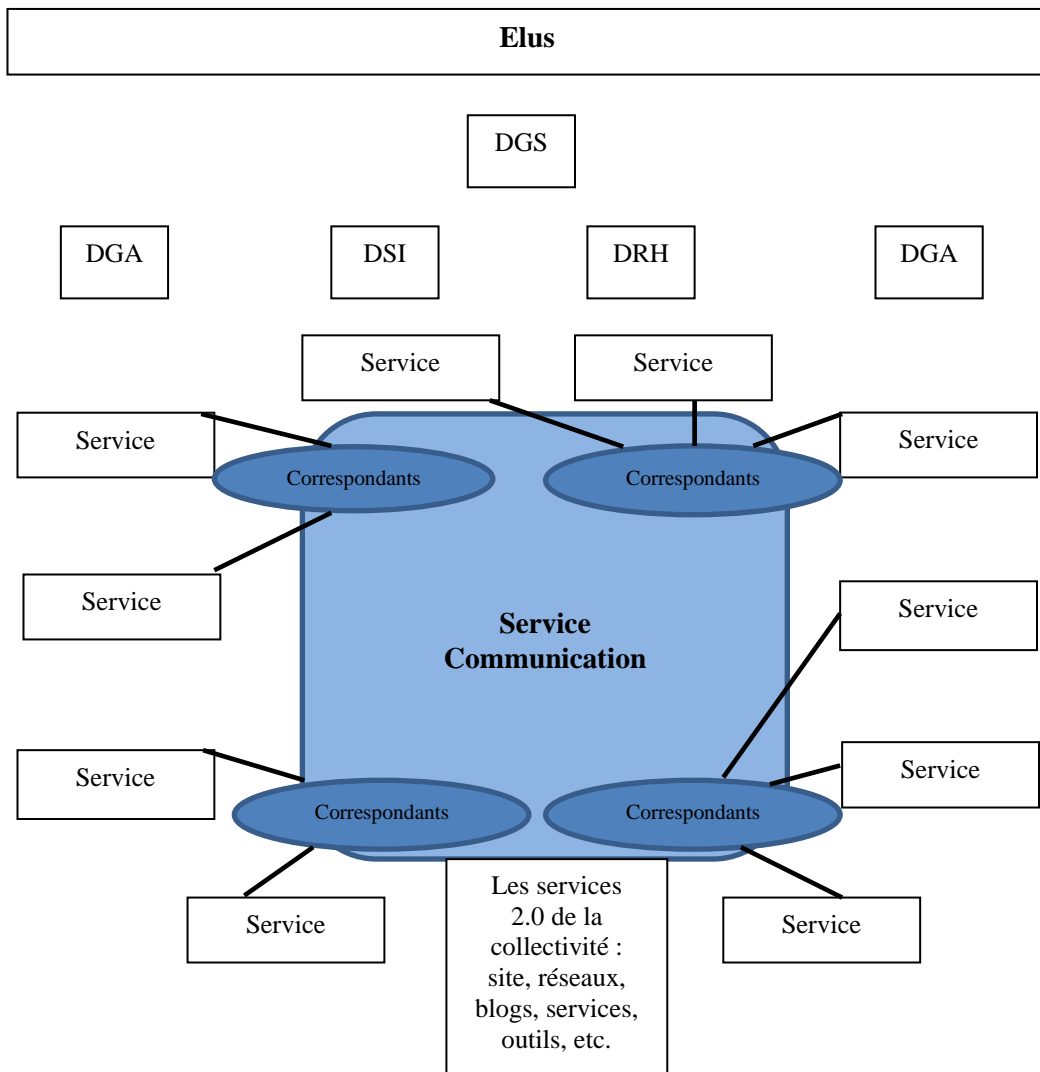 Elus
DGS
DGA
DSI
DRH
DGA
Service
Service
Service
Service
Correspondants
Correspondants
Service
Service
Service
Communication
Service
Service
Correspondants
Correspondants
Les services
2.0 de la
collectivité :
site, réseaux,
blogs, services,
outils, etc.
Service
Service